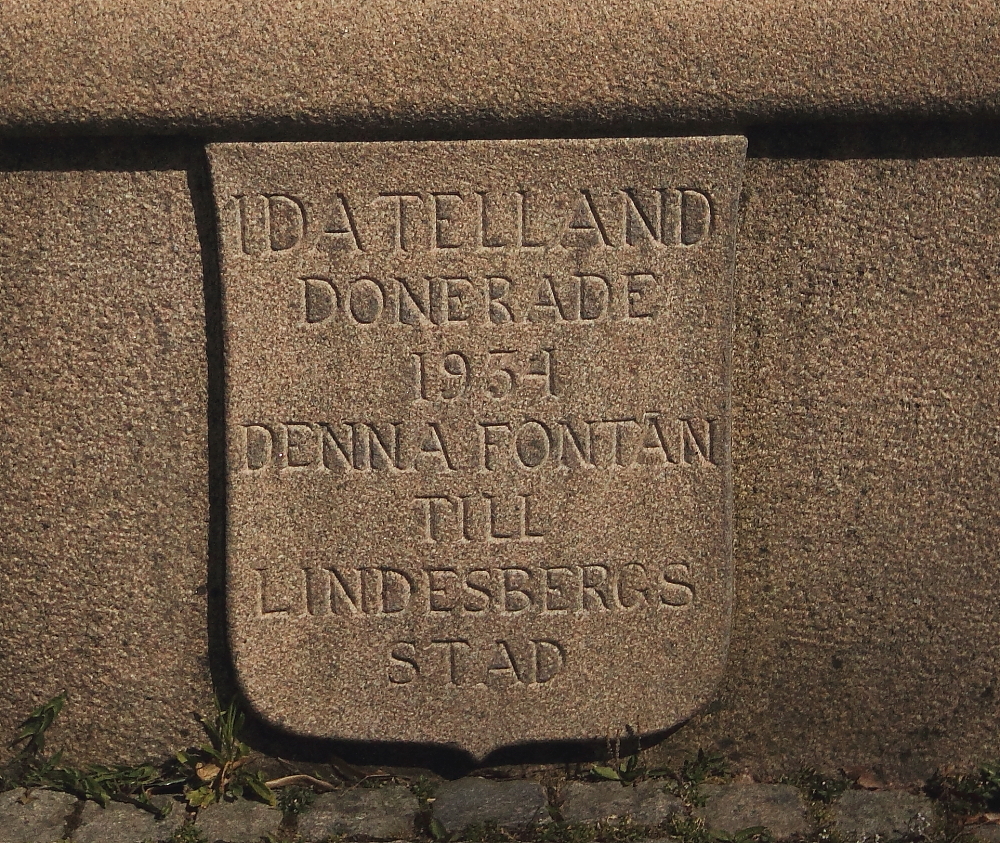 IDA TELLAND
DONERADE
1934
DENNA FONTÄN
TILL
LINDESBERGS
STAD